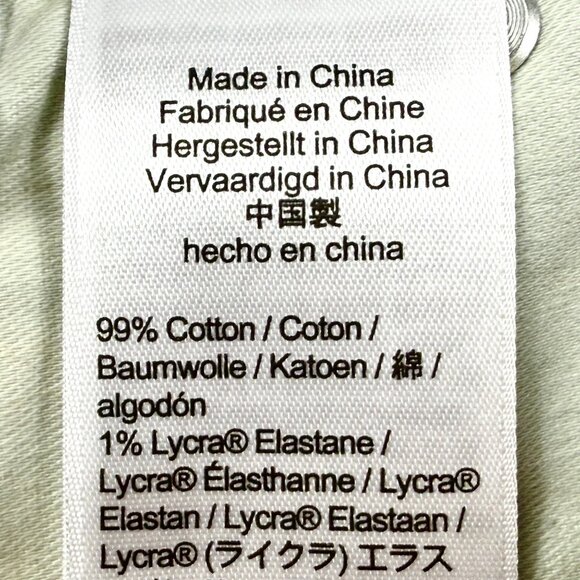 Made in China
Fabriqué en Chine
Hergestellt in China
Vervaardigd in China
中国製
hecho en china
99% Cotton / Coton /
Baumwolle / Katoen / 綿 /
algodón
1% Lycra® Elastane /
Lycra® Élasthanne / Lycra®
Elastan / Lycra® Elastaan /
Lycra® (ライクラ) エラス